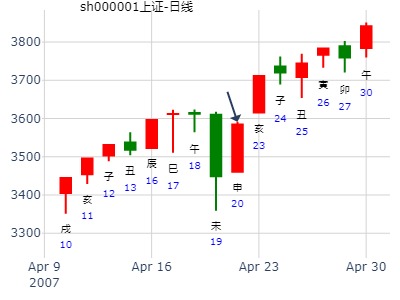 sh000001上证-日线
3800
3700
3600
3500
3400
3300
戌
10
亥
11
子
12
丑
13
辰
16
巳
17
午
18
未
19
申
20
亥
23
子
24
丑
25
寅
26
卯
27
午
30
Apr 9
2007
Apr 16
Apr 23
Apr 30